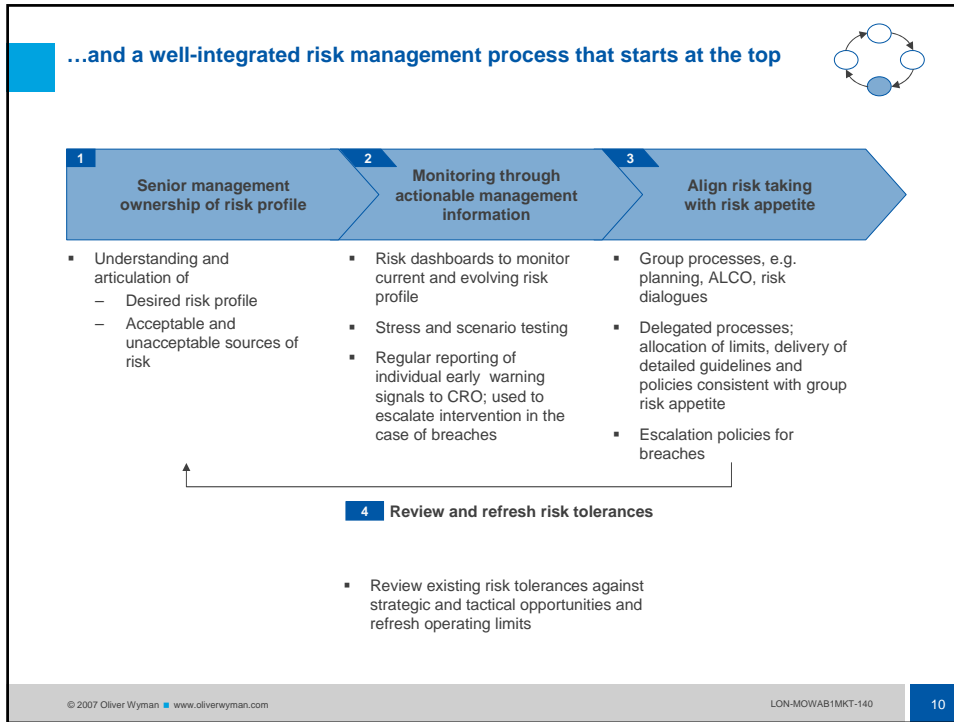 …and a well-integrated risk management process that starts at the top
1
Senior management
ownership of risk profile
2
Monitoring through
actionable management
information
3
Align risk taking
with risk appetite
▪ Understanding and
articulation of
– Desired risk profile
– Acceptable and
unacceptable sources of
risk
▪ Risk dashboards to monitor
current and evolving risk
profile
▪ Stress and scenario testing
▪ Regular reporting of
individual early warning
signals to CRO; used to
escalate intervention in the
case of breaches
▪ Group processes, e.g.
planning, ALCO, risk
dialogues
▪ Delegated processes;
allocation of limits, delivery of
detailed guidelines and
policies consistent with group
risk appetite
▪ Escalation policies for
breaches
4 Review and refresh risk tolerances
▪ Review existing risk tolerances against
strategic and tactical opportunities and
refresh operating limits
© 2007 Oliver Wyman ■ www.oliverwyman.com
LON-MOWAB1MKT-140
10